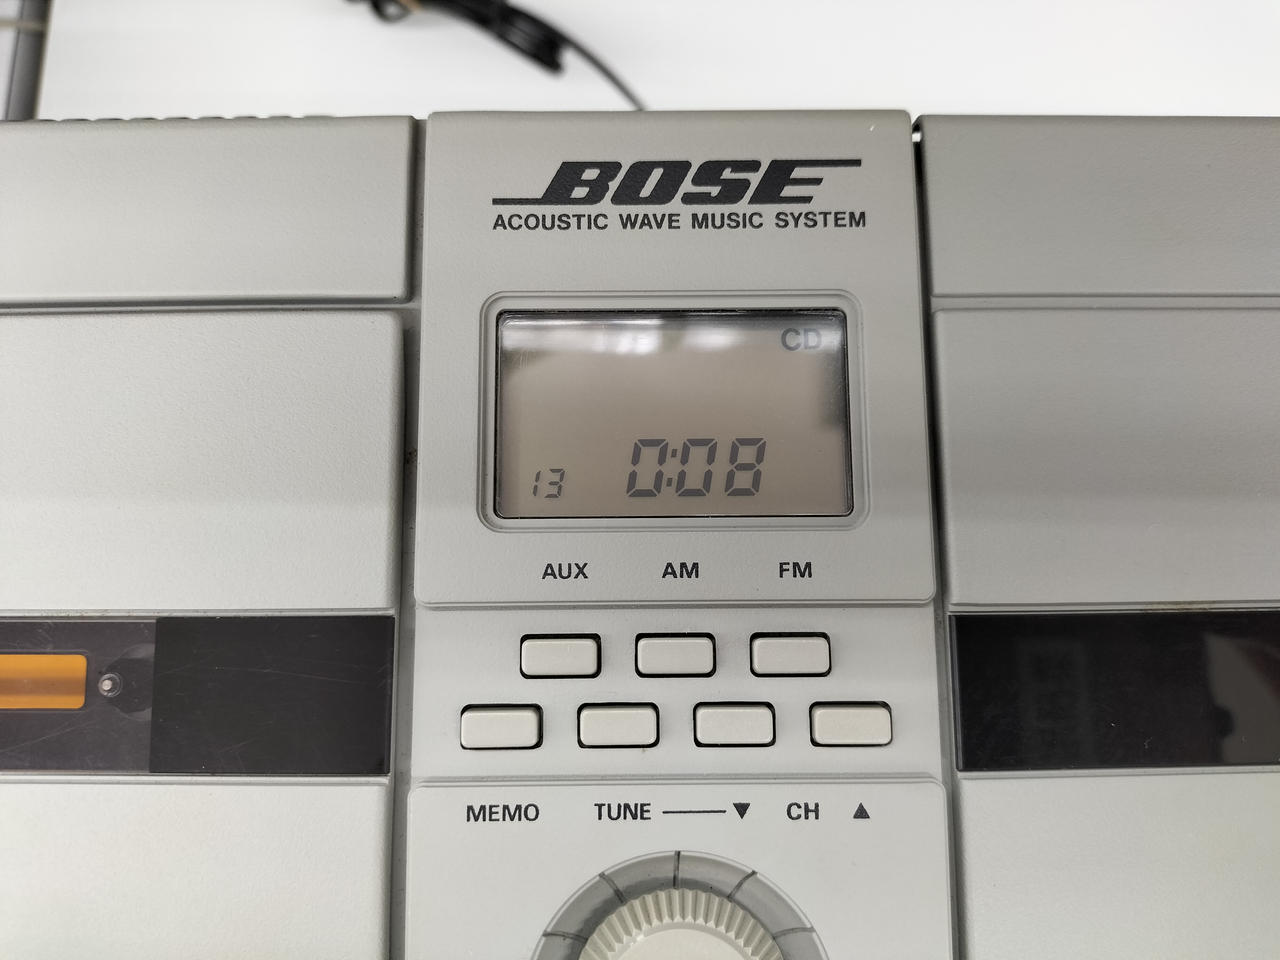 BOSE
ACOUSTIC WAVE MUSIC SYSTEM
CD
13 0:08
AUX AM FM
MEMO TUNE ▼ CH ▲